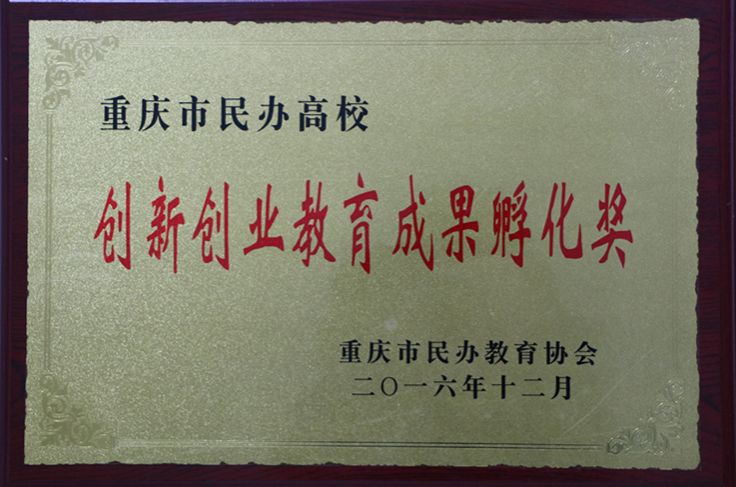 重庆市民办高校
创新创业教育成果孵化奖
重庆市民办教育协会
二〇一六年十二月